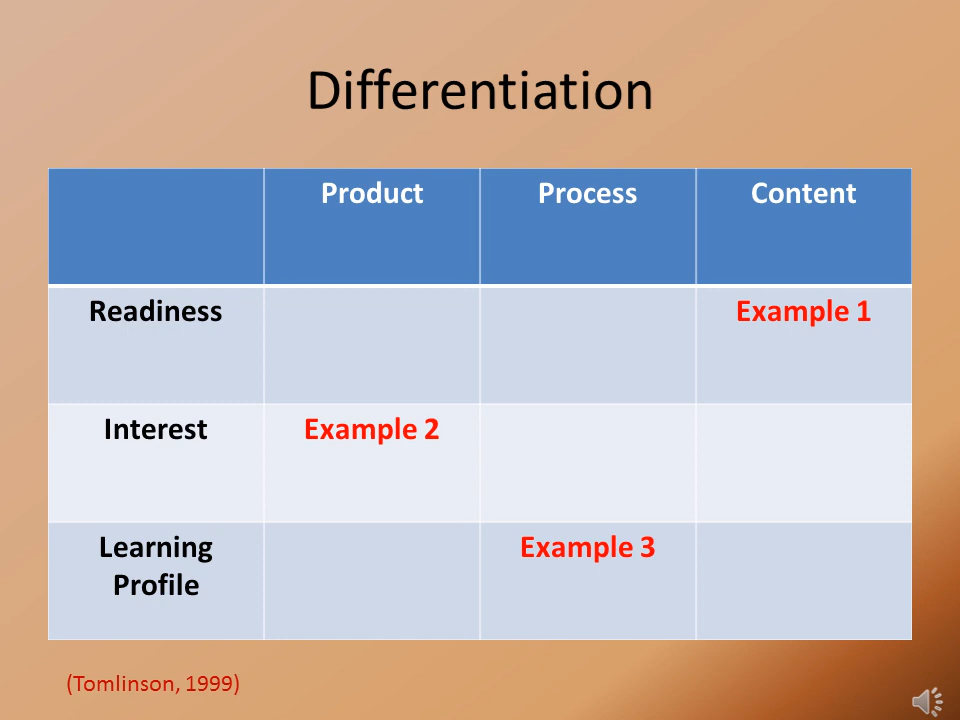 Differentiation
Product Process Content
Readiness Example 1
Interest Example 2
Learning Example 3
Profile
(Tomlinson, 1999)